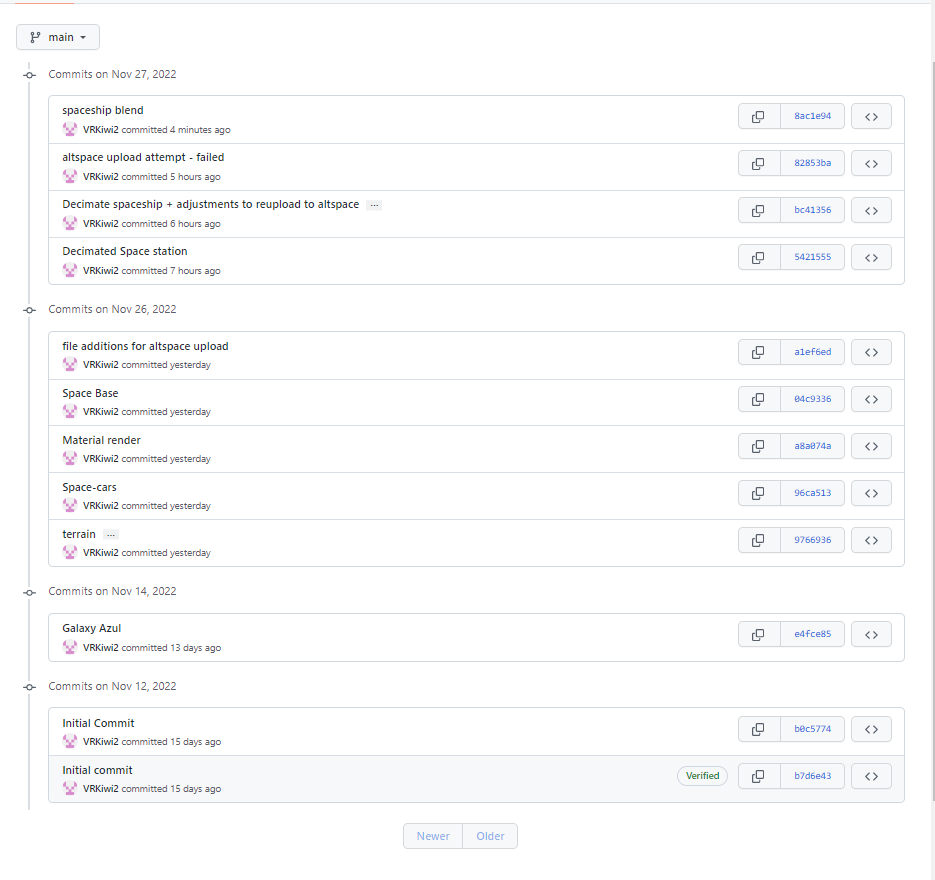 main
Commits on Nov 27, 2022
spaceship blend
8ac1e94
VRKiwi2 committed 4 minutes ago
altspace upload attempt - failed
82853ba
VRKiwi2 committed 5 hours ago
Decimate spaceship + adjustments to reupload to altspace ...
bc41356
VRKiwi2 committed 6 hours ago
Decimated Space station
5421555
VRKiwi2 committed 7 hours ago
Commits on Nov 26, 2022
file additions for altspace upload
a1ef6ed
VRKiwi2 committed yesterday
Space Base
04c9336
VRKiwi2 committed yesterday
Material render
a8a074a
VRKiwi2 committed yesterday
Space-cars
96ca513
VRKiwi2 committed yesterday
terrain ...
9766936
VRKiwi2 committed yesterday
Commits on Nov 14, 2022
Galaxy Azul
e4fce85
VRKiwi2 committed 13 days ago
Commits on Nov 12, 2022
Initial Commit
b0c5774
VRKiwi2 committed 15 days ago
Initial commit
Verified
b7d6e43
VRKiwi2 committed 15 days ago
Newer Older